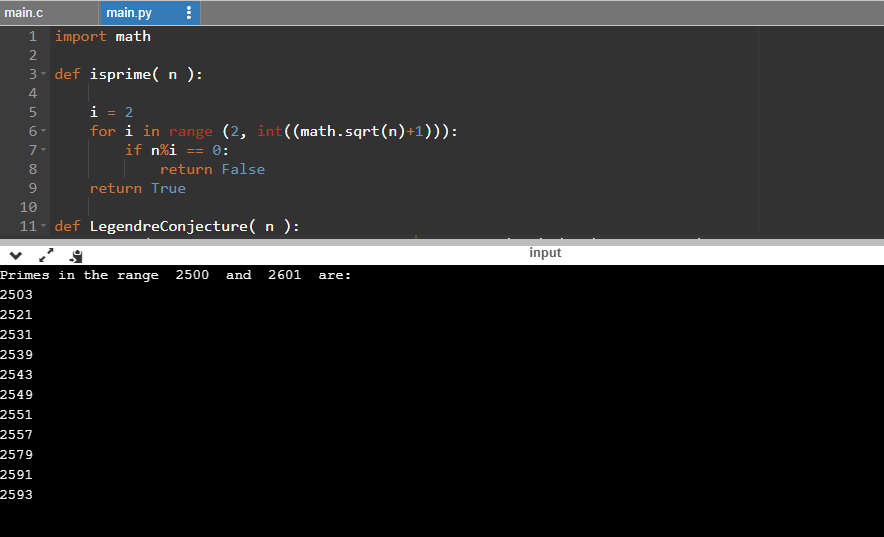 main.c main.py
1 import math
2
3 def isprime( n ):
4
5 i = 2
6 for i in range (2, int((math.sqrt(n)+1))):
7 if n%i == 0:
8 return False
9 return True
10
11 def LegendreConjecture( n ):
input
Primes in the range  2500  and  2601  are:
2503
2521
2531
2539
2543
2549
2551
2557
2579
2591
2593